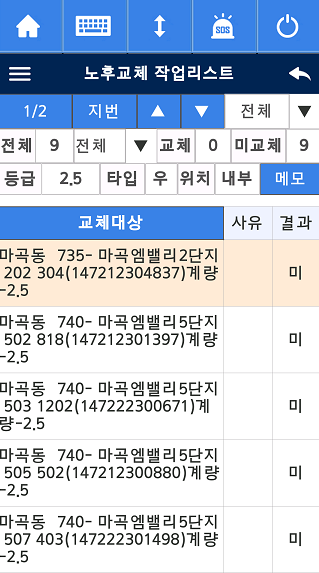 SOS
노후교체 작업리스트
1/2 지번 ▲ ▼ 전체 ▼
전체 9 전체 ▼ 교체 0 미교체 9
등급 2.5 타입 우 위치 내부 메모
교체대상 사유 결과
마곡동 735- 마곡엠밸리2단지
202 304(147212304837)계량 미
-2.5
마곡동 740- 마곡엠밸리5단지
502 818(147212301397)계량 미
-2.5
마곡동 740- 마곡엠밸리5단지
503 1202(147222300671)계 미
량-2.5
마곡동 740- 마곡엠밸리5단지
505 502(147212300880)계량 미
-2.5
마곡동 740- 마곡엠밸리5단지
507 403(147222301498)계량 미
-2.5